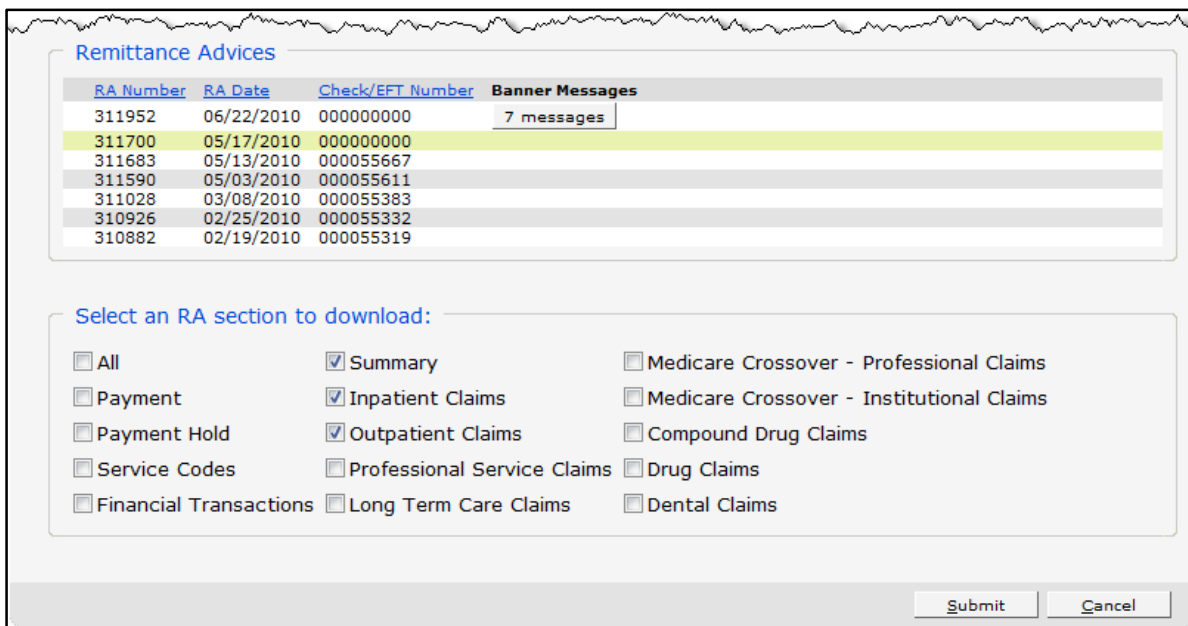 Remittance Advices
RA Number RA Date Check/EFT Number Banner Messages
311952 06/22/2010 000000000 7 messages
311700 05/17/2010 000000000
311683 05/13/2010 000055667
311590 05/03/2010 000055611
311028 03/08/2010 000055383
310926 02/25/2010 000055332
310882 02/19/2010 000055319
Select an RA section to download:
All Summary Medicare Crossover - Professional Claims
Payment Inpatient Claims Medicare Crossover - Institutional Claims
Payment Hold Outpatient Claims Compound Drug Claims
Service Codes Professional Service Claims Drug Claims
Financial Transactions Long Term Care Claims Dental Claims
Submit Cancel